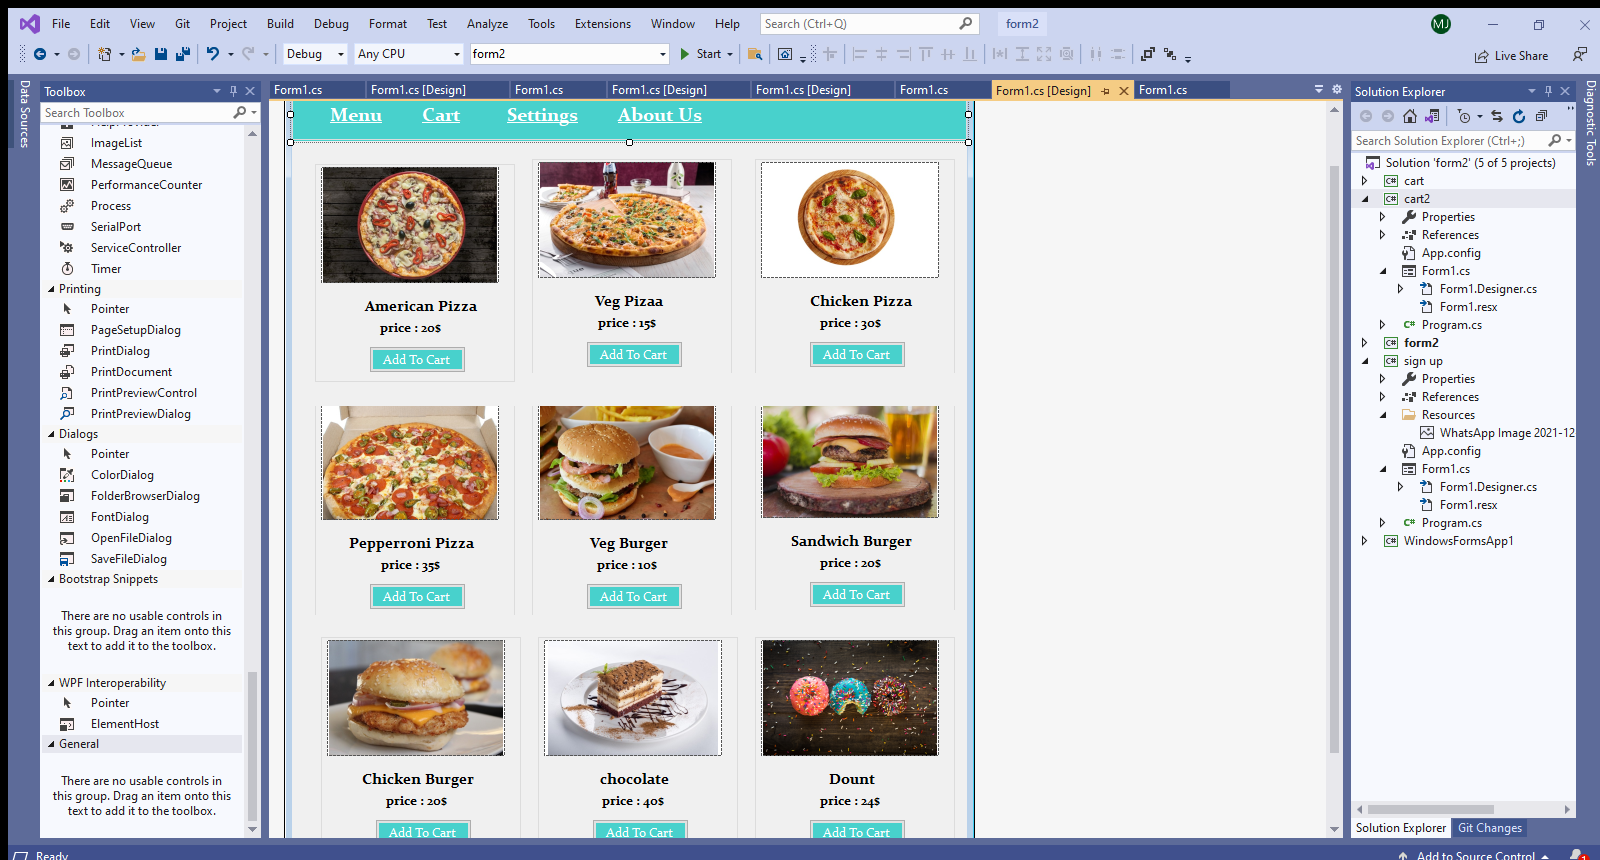 File Edit View Git Project Build Debug Format Test Analyze Tools Extensions Window Help Search (Ctrl+Q) form2 MJ
Debug Any CPU form2 Start Live Share
Data Sources
Toolbox
Search Toolbox
HelpProvider
ImageList
MessageQueue
PerformanceCounter
Process
SerialPort
ServiceController
Timer
Printing
Pointer
PageSetupDialog
PrintDialog
PrintDocument
PrintPreviewControl
PrintPreviewDialog
Dialogs
Pointer
ColorDialog
FolderBrowserDialog
FontDialog
OpenFileDialog
SaveFileDialog
Bootstrap Snippets
There are no usable controls in
this group. Drag an item onto this
text to add it to the toolbox.
WPF Interoperability
Pointer
ElementHost
General
There are no usable controls in
this group. Drag an item onto this
text to add it to the toolbox.
Form1.cs Form1.cs [Design] Form1.cs Form1.cs [Design] Form1.cs [Design] Form1.cs Form1.cs [Design] Form1.cs
Menu Cart Settings About Us
American Pizza
price : 20$
Add To Cart
Veg Pizaa
price : 15$
Add To Cart
Chicken Pizza
price : 30$
Add To Cart
Pepperroni Pizza
price : 35$
Add To Cart
Veg Burger
price : 10$
Add To Cart
Sandwich Burger
price : 20$
Add To Cart
Chicken Burger
price : 20$
Add To Cart
chocolate
price : 40$
Add To Cart
Dount
price : 24$
Add To Cart
Solution Explorer
Search Solution Explorer (Ctrl+;)
Solution 'form2' (5 of 5 projects)
C# cart
C# cart2
Properties
References
App.config
Form1.cs
Form1.Designer.cs
Form1.resx
C# Program.cs
C# form2
C# sign up
Properties
References
Resources
WhatsApp Image 2021-12
App.config
Form1.cs
Form1.Designer.cs
Form1.resx
C# Program.cs
C# WindowsFormsApp1
Solution Explorer Git Changes
Diagnostic Tools
Ready Add to Source Control 1